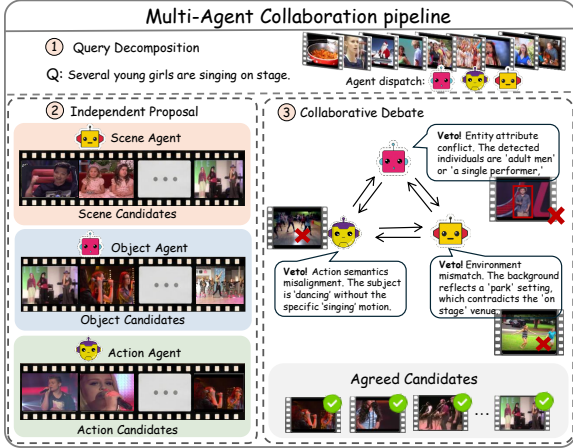 Multi-Agent Collaboration pipeline
1 Query Decomposition
Q: Several young girls are singing on stage.
Agent dispatch:
2 Independent Proposal
Scene Agent
Scene Candidates
Object Agent
Object Candidates
Action Agent
Action Candidates
3 Collaborative Debate
Veto! Entity attribute
conflict. The detected
individuals are 'adult men'
or 'a single performer,'
Veto! Action semantics
misalignment. The subject
is 'dancing' without the
specific 'singing' motion.
Veto! Environment
mismatch. The background
reflects a 'park' setting,
which contradicts the 'on
stage' venue
Agreed Candidates
...